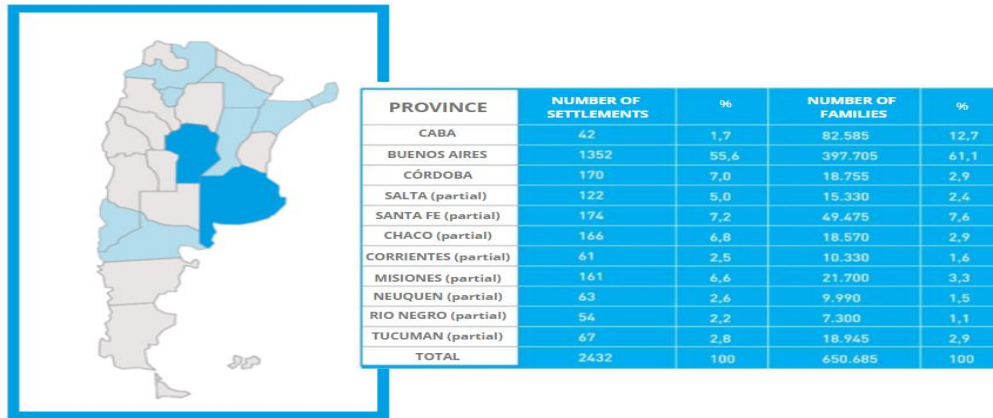 PROVINCE NUMBER OF SETTLEMENTS % NUMBER OF FAMILIES %
CABA 42 1,7 82.585 12,7
BUENOS AIRES 1352 55,6 397.705 61,1
CÓRDOBA 170 7,0 18.755 2,9
SALTA (partial) 122 5,0 15.330 2,4
SANTA FE (partial) 174 7,2 49.475 7,6
CHACO (partial) 166 6,8 18.570 2,9
CORRIENTES (partial) 61 2,5 10.330 1,6
MISIONES (partial) 161 6,6 21.700 3,3
NEUQUEN (partial) 63 2,6 9.990 1,5
RIO NEGRO (partial) 54 2,2 7.300 1,1
TUCUMAN (partial) 67 2,8 18.945 2,9
TOTAL 2432 100 650.685 100